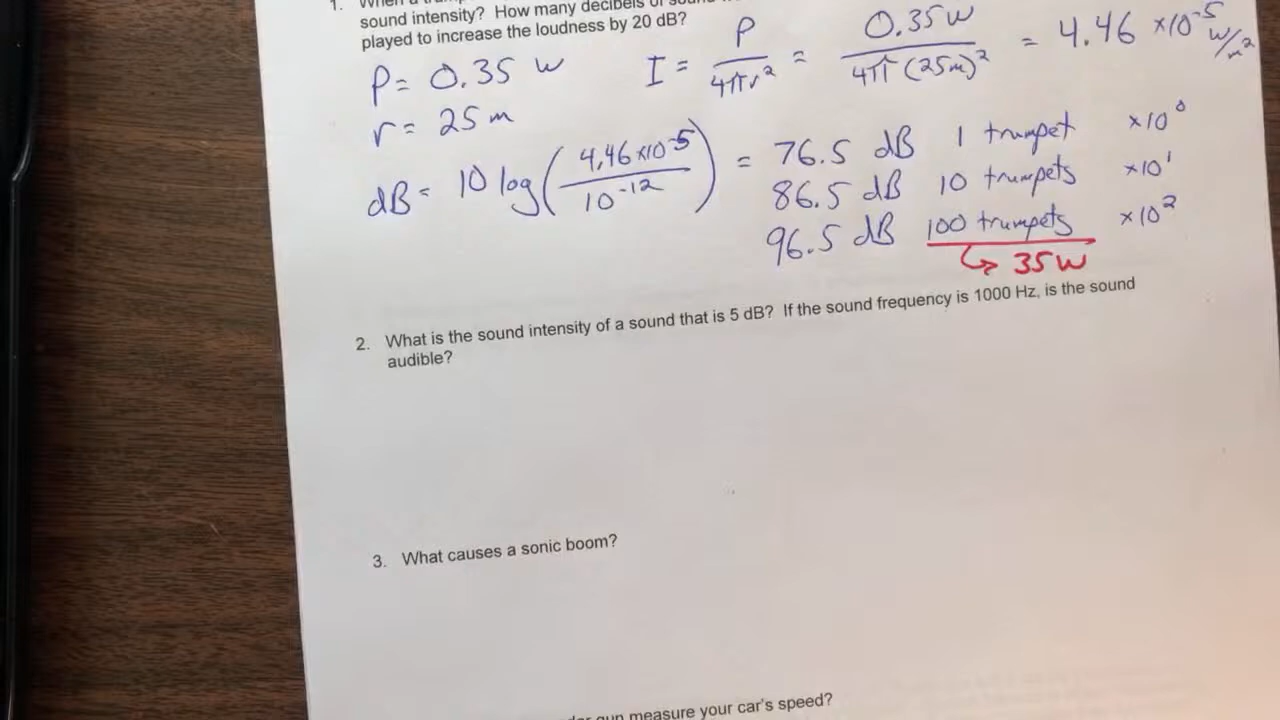 1. When a
sound intensity? How many decibels of sound
played to increase the loudness by 20 dB?
P = 0.35 W
I = P / 4πr² = 0.35W / 4π(25m)² = 4.46 ×10⁻⁵ W/m²
r = 25 m
dB = 10 log(4.46×10⁻⁵ / 10⁻¹²) = 76.5 dB 1 trumpet ×10⁰
86.5 dB 10 trumpets ×10¹
96.5 dB 100 trumpets ×10²
↳ 35W
2. What is the sound intensity of a sound that is 5 dB? If the sound frequency is 1000 Hz, is the sound
audible?
3. What causes a sonic boom?
gun measure your car's speed?